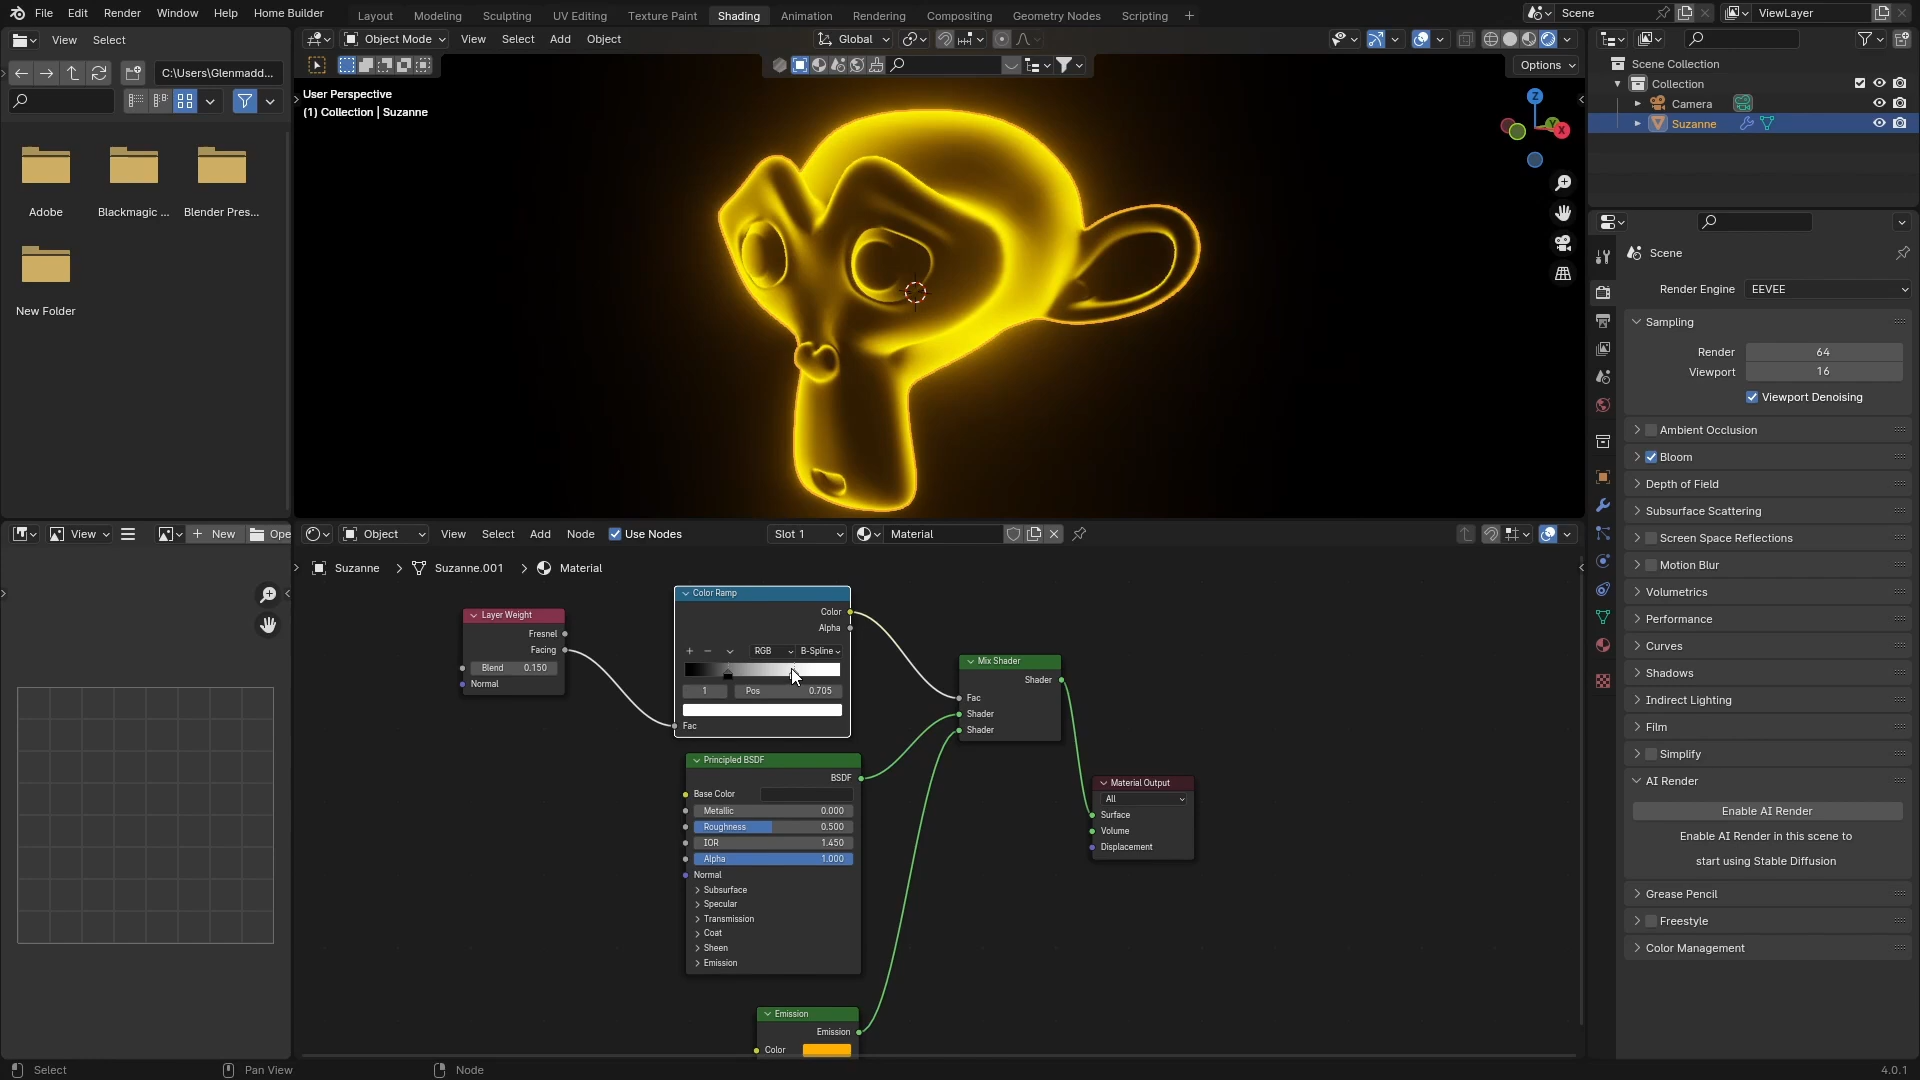 File Edit Render Window Help Home Builder
Layout Modeling Sculpting UV Editing Texture Paint Shading Animation Rendering Compositing Geometry Nodes Scripting +
Scene
ViewLayer
View Select
C:\Users\Glenmadd...
Adobe
Blackmagic ...
Blender Pres...
New Folder
Object Mode View Select Add Object
Global
Options
User Perspective
(1) Collection | Suzanne
Z
Y
X
Scene Collection
Collection
Camera
Suzanne
Scene
Render Engine EEVEE
Sampling
Render 64
Viewport 16
Viewport Denoising
Ambient Occlusion
Bloom
Depth of Field
Subsurface Scattering
Screen Space Reflections
Motion Blur
Volumetrics
Performance
Curves
Shadows
Indirect Lighting
Film
Simplify
AI Render
Enable AI Render
Enable AI Render in this scene to
start using Stable Diffusion
Grease Pencil
Freestyle
Color Management
View
+ New
Ope
Object View Select Add Node Use Nodes
Slot 1
Material
Suzanne > Suzanne.001 > Material
Layer Weight
Fresnel
Facing
Blend 0.150
Normal
Color Ramp
Color
Alpha
RGB B-Spline
1 Pos 0.705
Fac
Principled BSDF
BSDF
Base Color
Metallic 0.000
Roughness 0.500
IOR 1.450
Alpha 1.000
Normal
Subsurface
Specular
Transmission
Coat
Sheen
Emission
Emission
Emission
Color
Mix Shader
Shader
Fac
Shader
Shader
Material Output
All
Surface
Volume
Displacement
Select
Pan View
Node
4.0.1